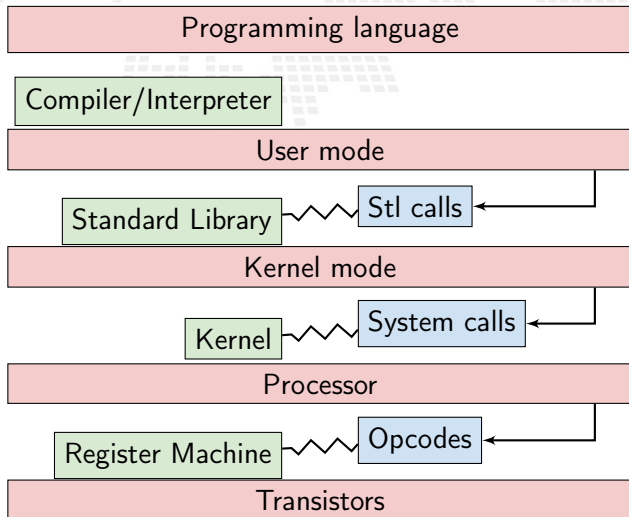 Programming language
Compiler/Interpreter
User mode
Stl calls
Standard Library
Kernel mode
System calls
Kernel
Processor
Opcodes
Register Machine
Transistors